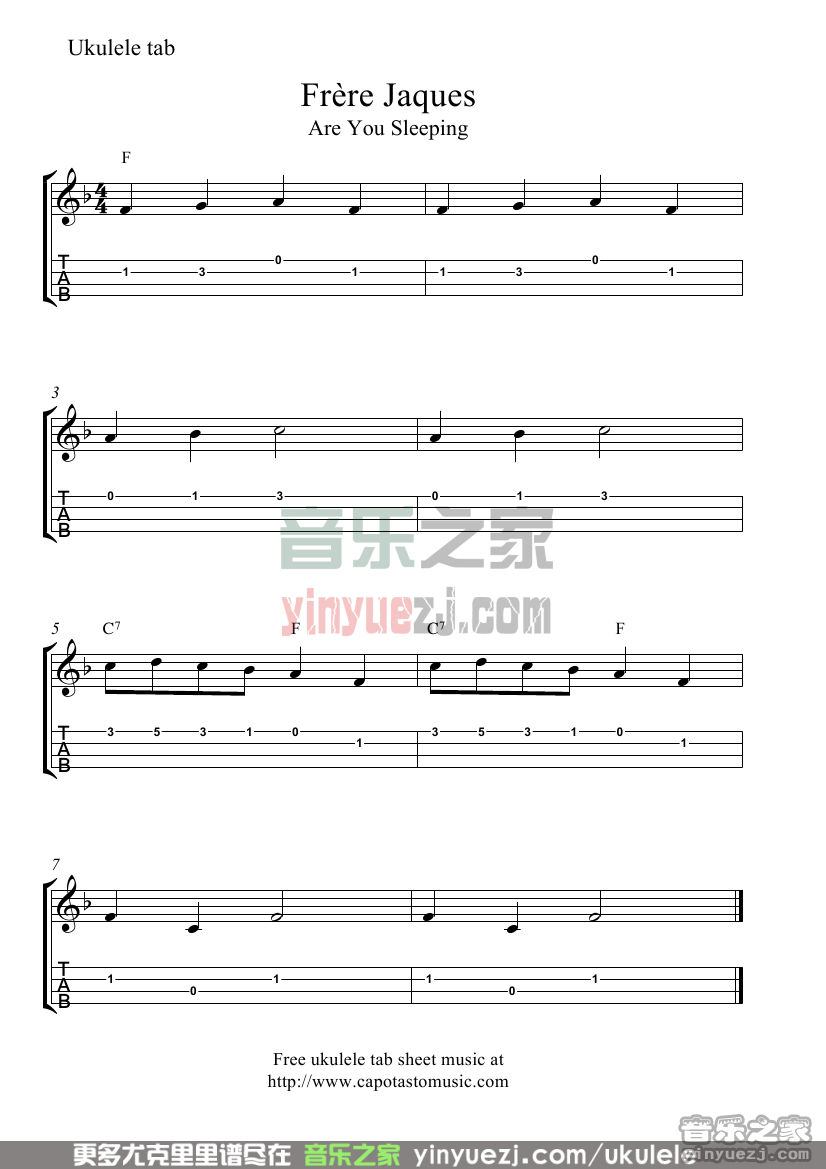 Ukulele tab
Frère Jaques
Are You Sleeping
F
4
4
T 0 0
A 1 3 1 1 3 1
B
3
T 0 1 3 0 1 3
A
B
音乐之家
yinyuezj.com
5 C7 F C7 F
T 3 5 3 1 0 3 5 3 1 0
A 1 1
B
7
T
1 1 1 1
A 0 0
B
Free ukulele tab sheet music at
http://www.capotastomusic.com
音乐之家
更多尤克里里谱尽在 音乐之家 yinyuezj.com/ukulele
www.yinyuezj.com